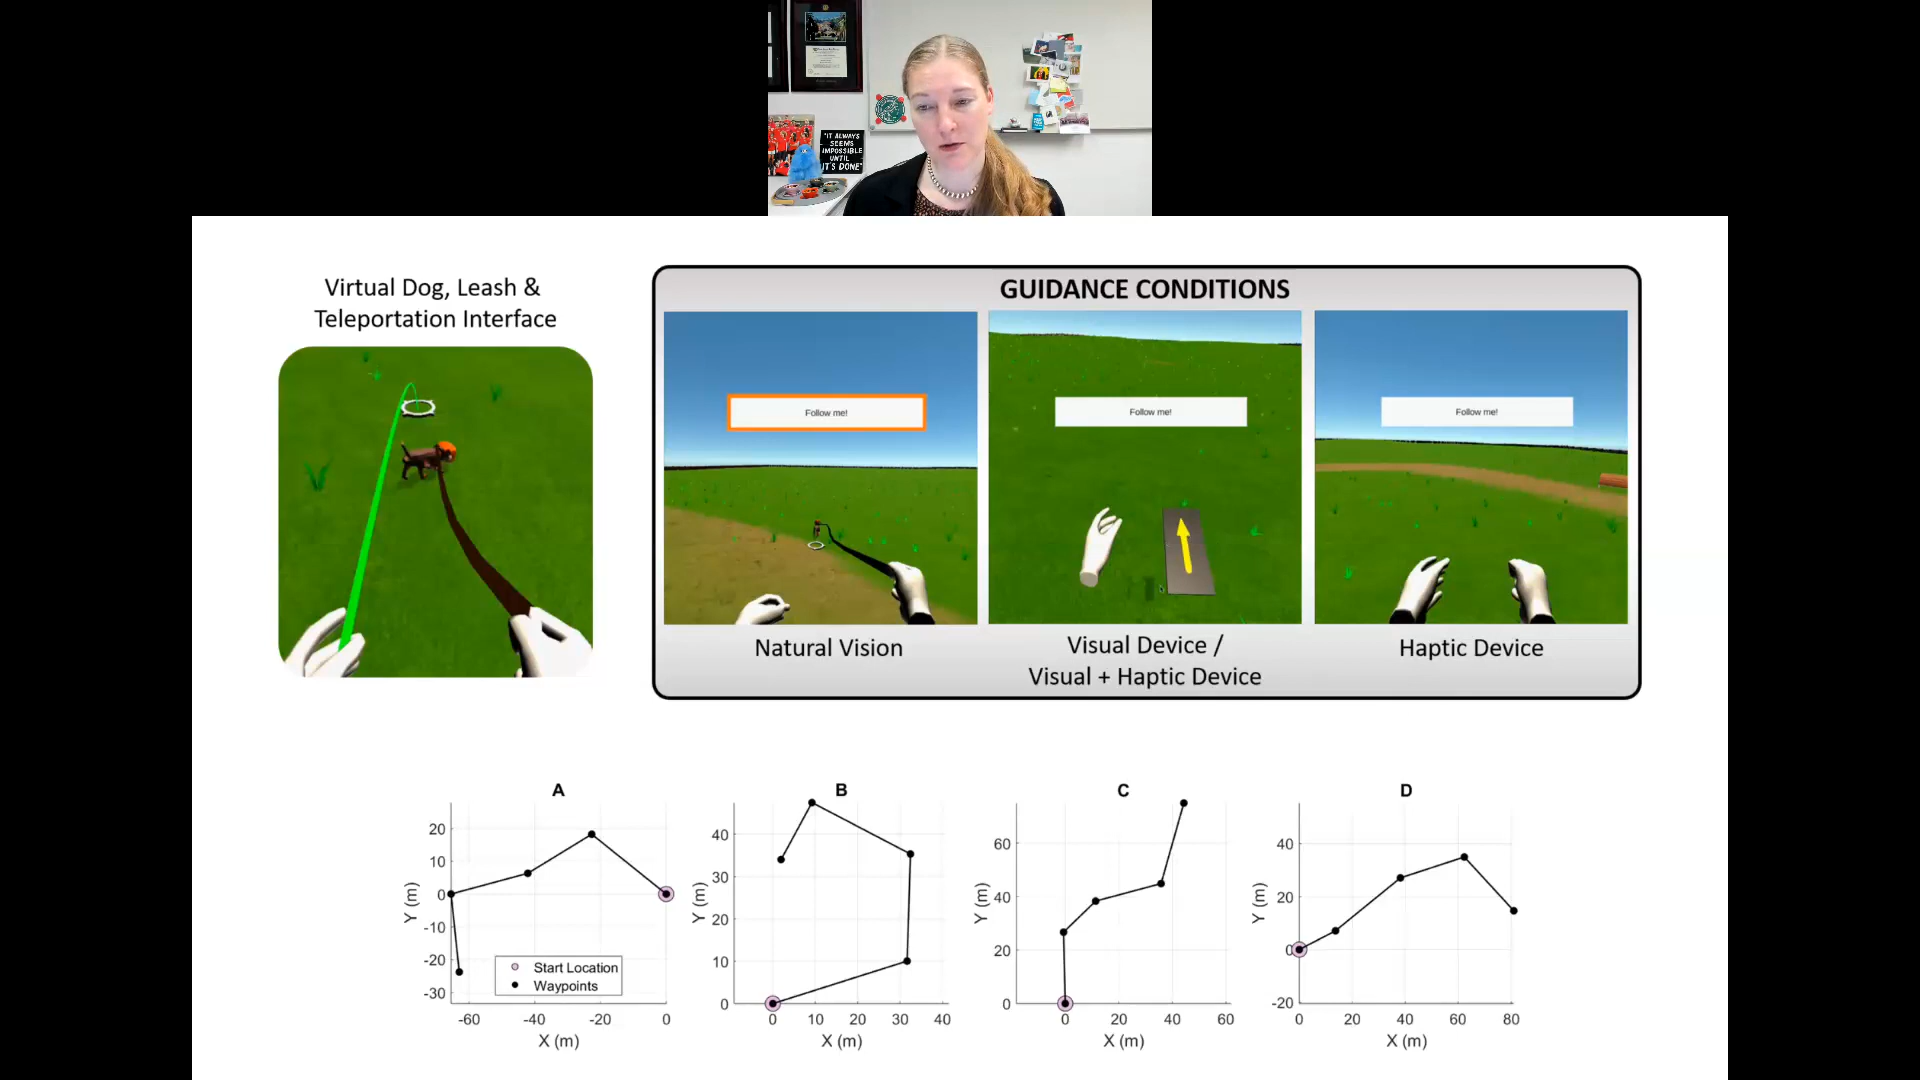 "IT ALWAYS
SEEMS
IMPOSSIBLE
UNTIL
IT'S DONE"
Virtual Dog, Leash &
Teleportation Interface
GUIDANCE CONDITIONS
Follow me!
Follow me!
Follow me!
Natural Vision
Visual Device /
Visual + Haptic Device
Haptic Device
A
Y (m)
20
10
0
-10
-20
-30
Start Location
Waypoints
-60 -40 -20 0
X (m)
B
Y (m)
40
30
20
10
0
0 10 20 30 40
X (m)
C
Y (m)
60
40
20
0
0 20 40 60
X (m)
D
Y (m)
40
20
0
-20
0 20 40 60 80
X (m)